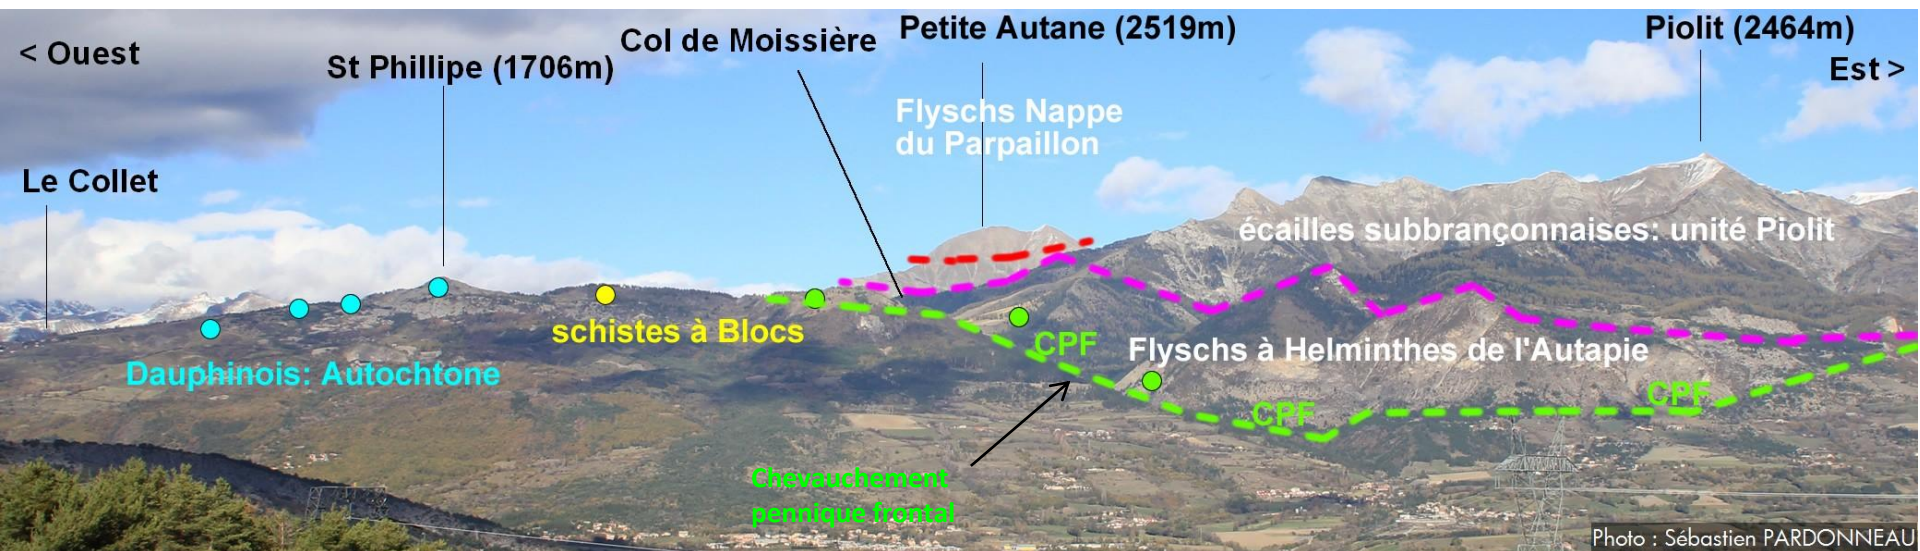 < Ouest
St Phillipe (1706m)
Col de Moissière
Petite Autane (2519m)
Piolit (2464m)
Est >
Flyschs Nappe
du Parpaillon
Le Collet
écailles subbrançonnaises: unité Piolit
schistes à Blocs
CPF
Flyschs à Helminthes de l'Autapie
Dauphinois: Autochtone
CPF
CPF
Chevauchement
pennique frontal
Photo : Sébastien PARDONNEAU